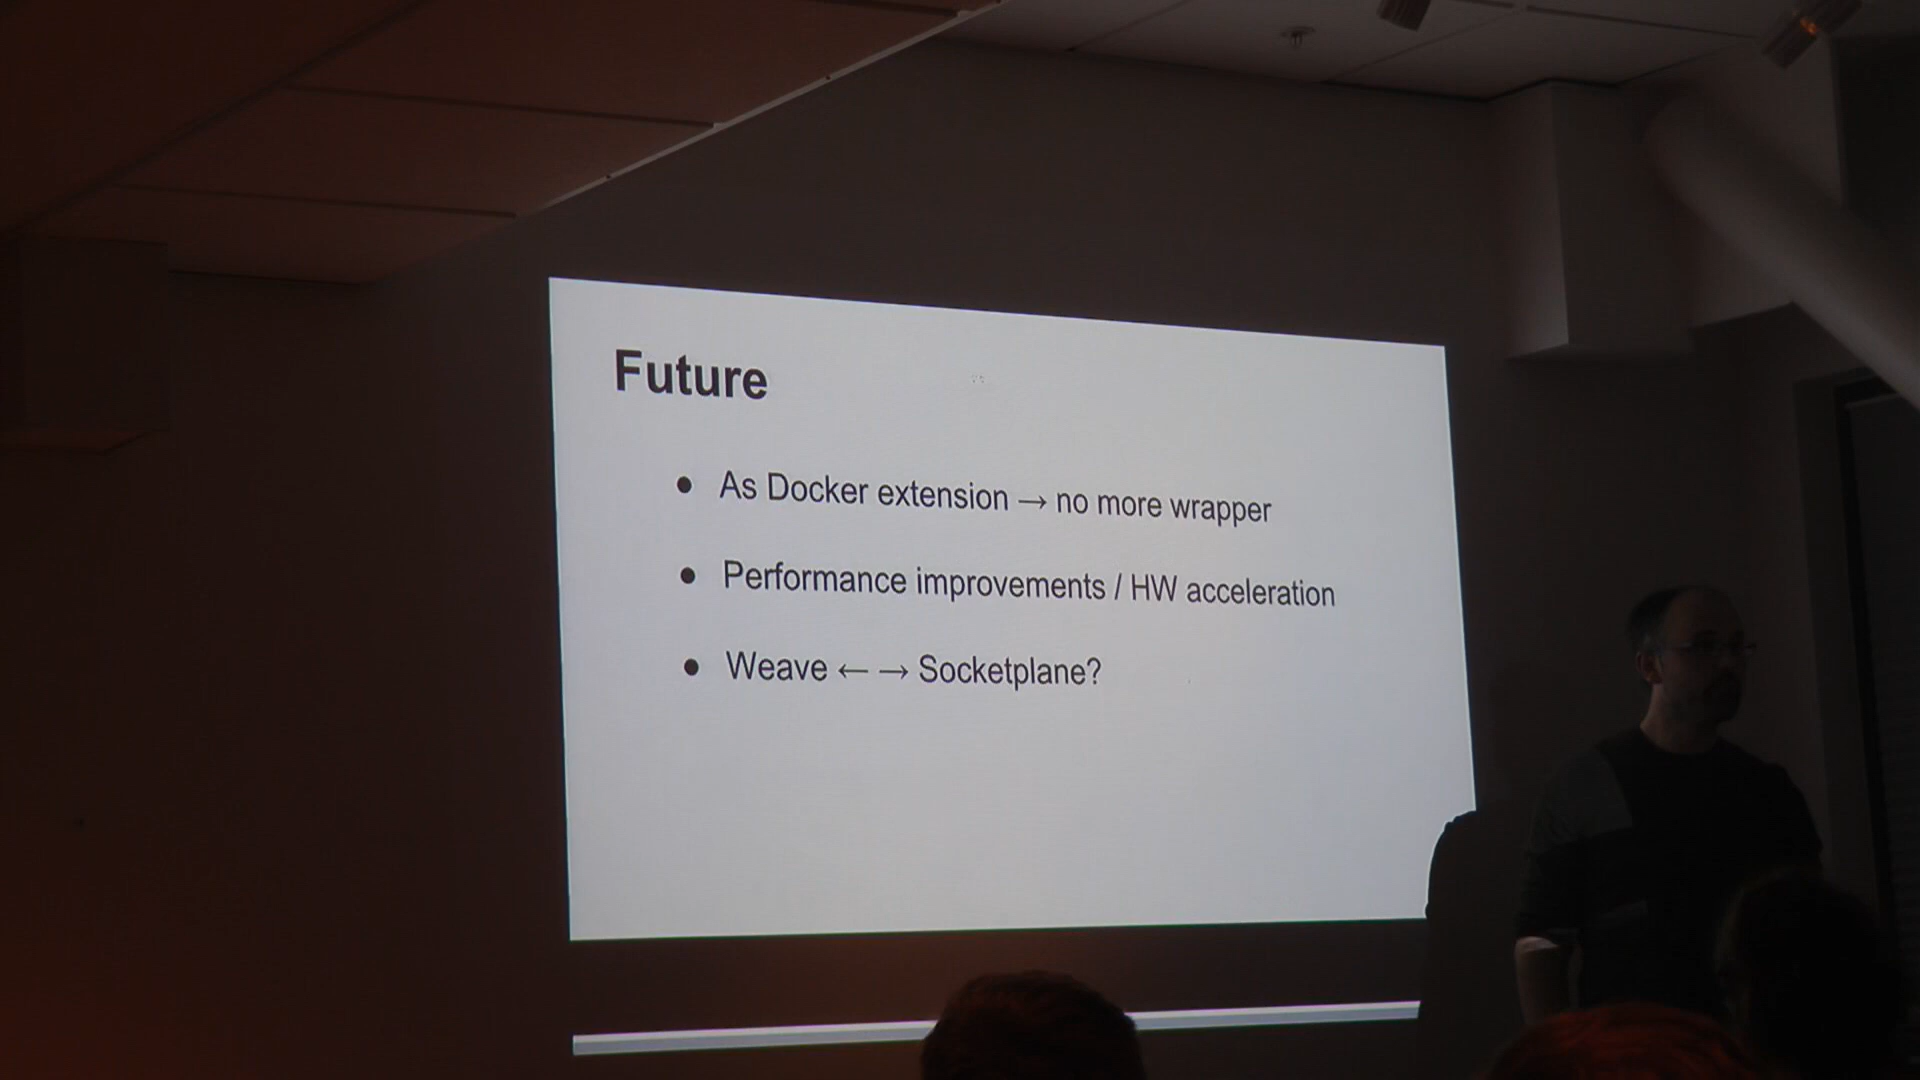 Future
● As Docker extension → no more wrapper
● Performance improvements / HW acceleration
● Weave ← → Socketplane?